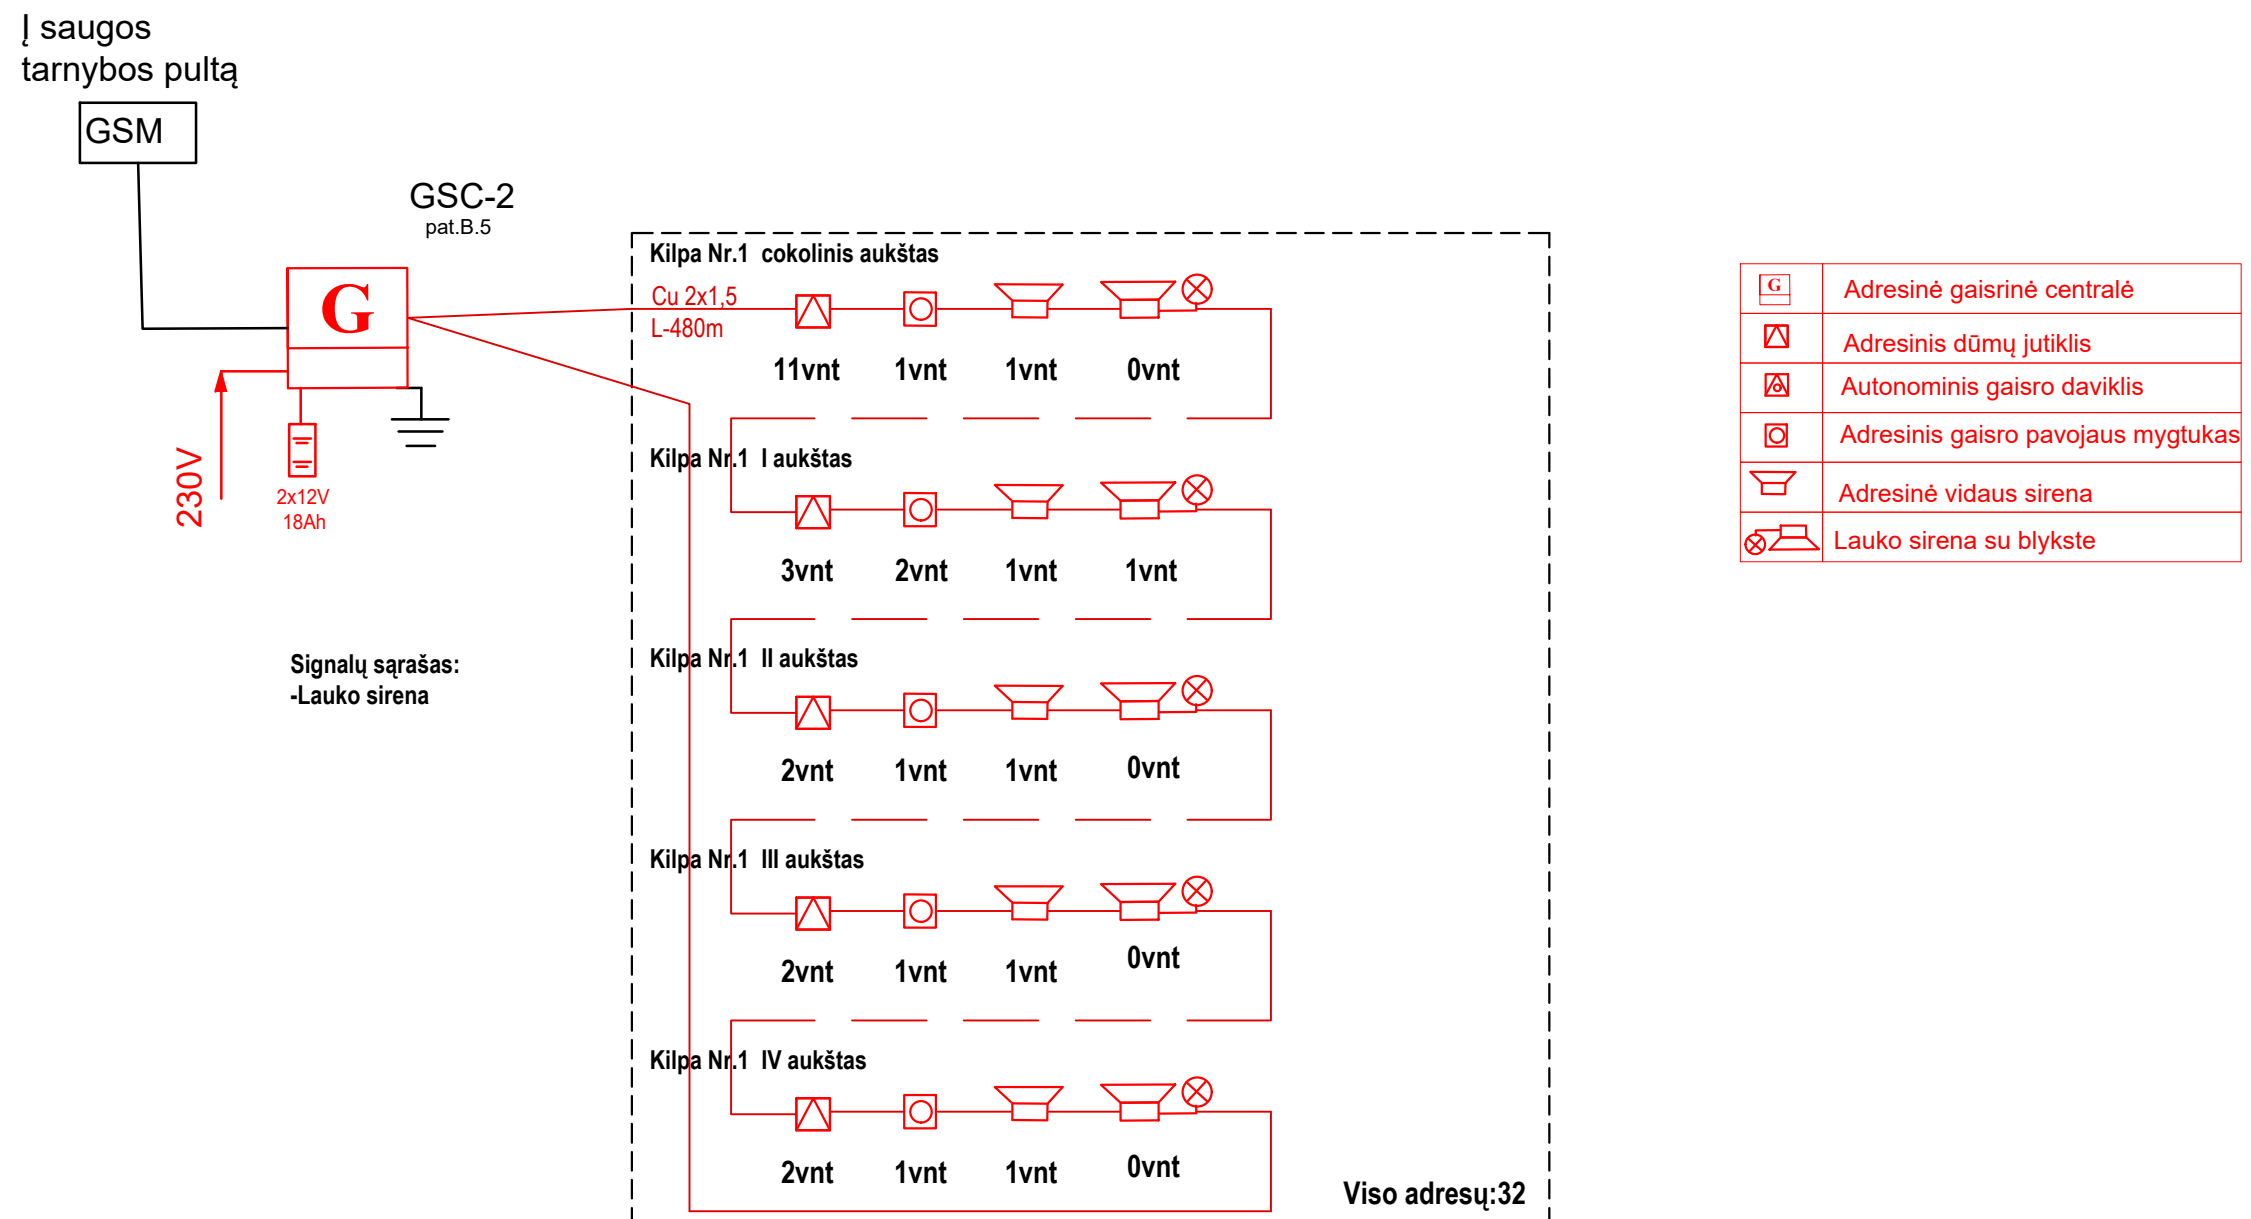 Į saugos
tarnybos pultą
GSM
GSC-2
pat.B.5
G
230V
2x12V
18Ah
Signalų sąrašas:
-Lauko sirena
Kilpa Nr.1 cokolinis aukštas
Cu 2x1,5
L-480m
11vnt 1vnt 1vnt 0vnt
Kilpa Nr.1 I aukštas
3vnt 2vnt 1vnt 1vnt
Kilpa Nr.1 II aukštas
2vnt 1vnt 1vnt 0vnt
Kilpa Nr.1 III aukštas
2vnt 1vnt 1vnt 0vnt
Kilpa Nr.1 IV aukštas
2vnt 1vnt 1vnt 0vnt
Viso adresų:32
G Adresinė gaisrinė centralė
Adresinis dūmų jutiklis
Autonominis gaisro daviklis
Adresinis gaisro pavojaus mygtukas
Adresinė vidaus sirena
Lauko sirena su blykste